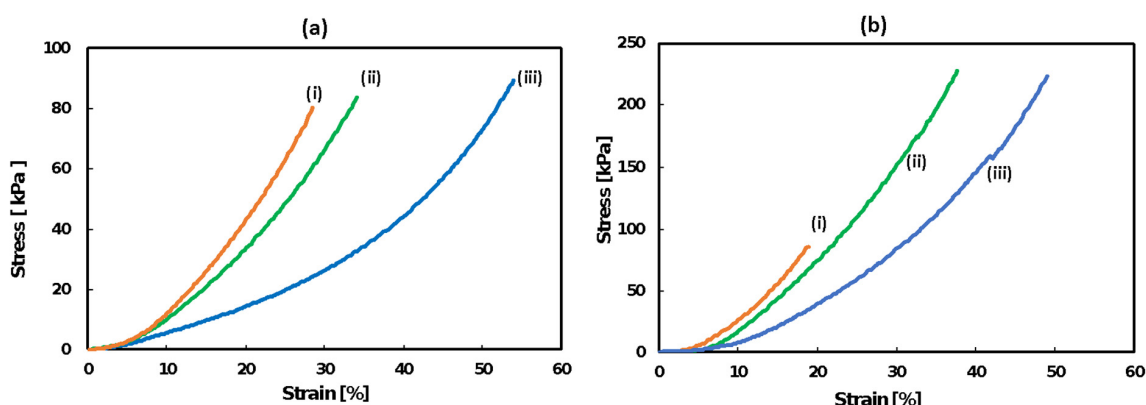 (a)
100
80
60
40
20
0
Stress [ kPa]
(i)
(ii)
(iii)
0 10 20 30 40 50 60
Strain [%]
(b)
250
200
150
100
50
0
Stress [kPa]
(i)
(ii)
(iii)
0 10 20 30 40 50 60
Strain [%]